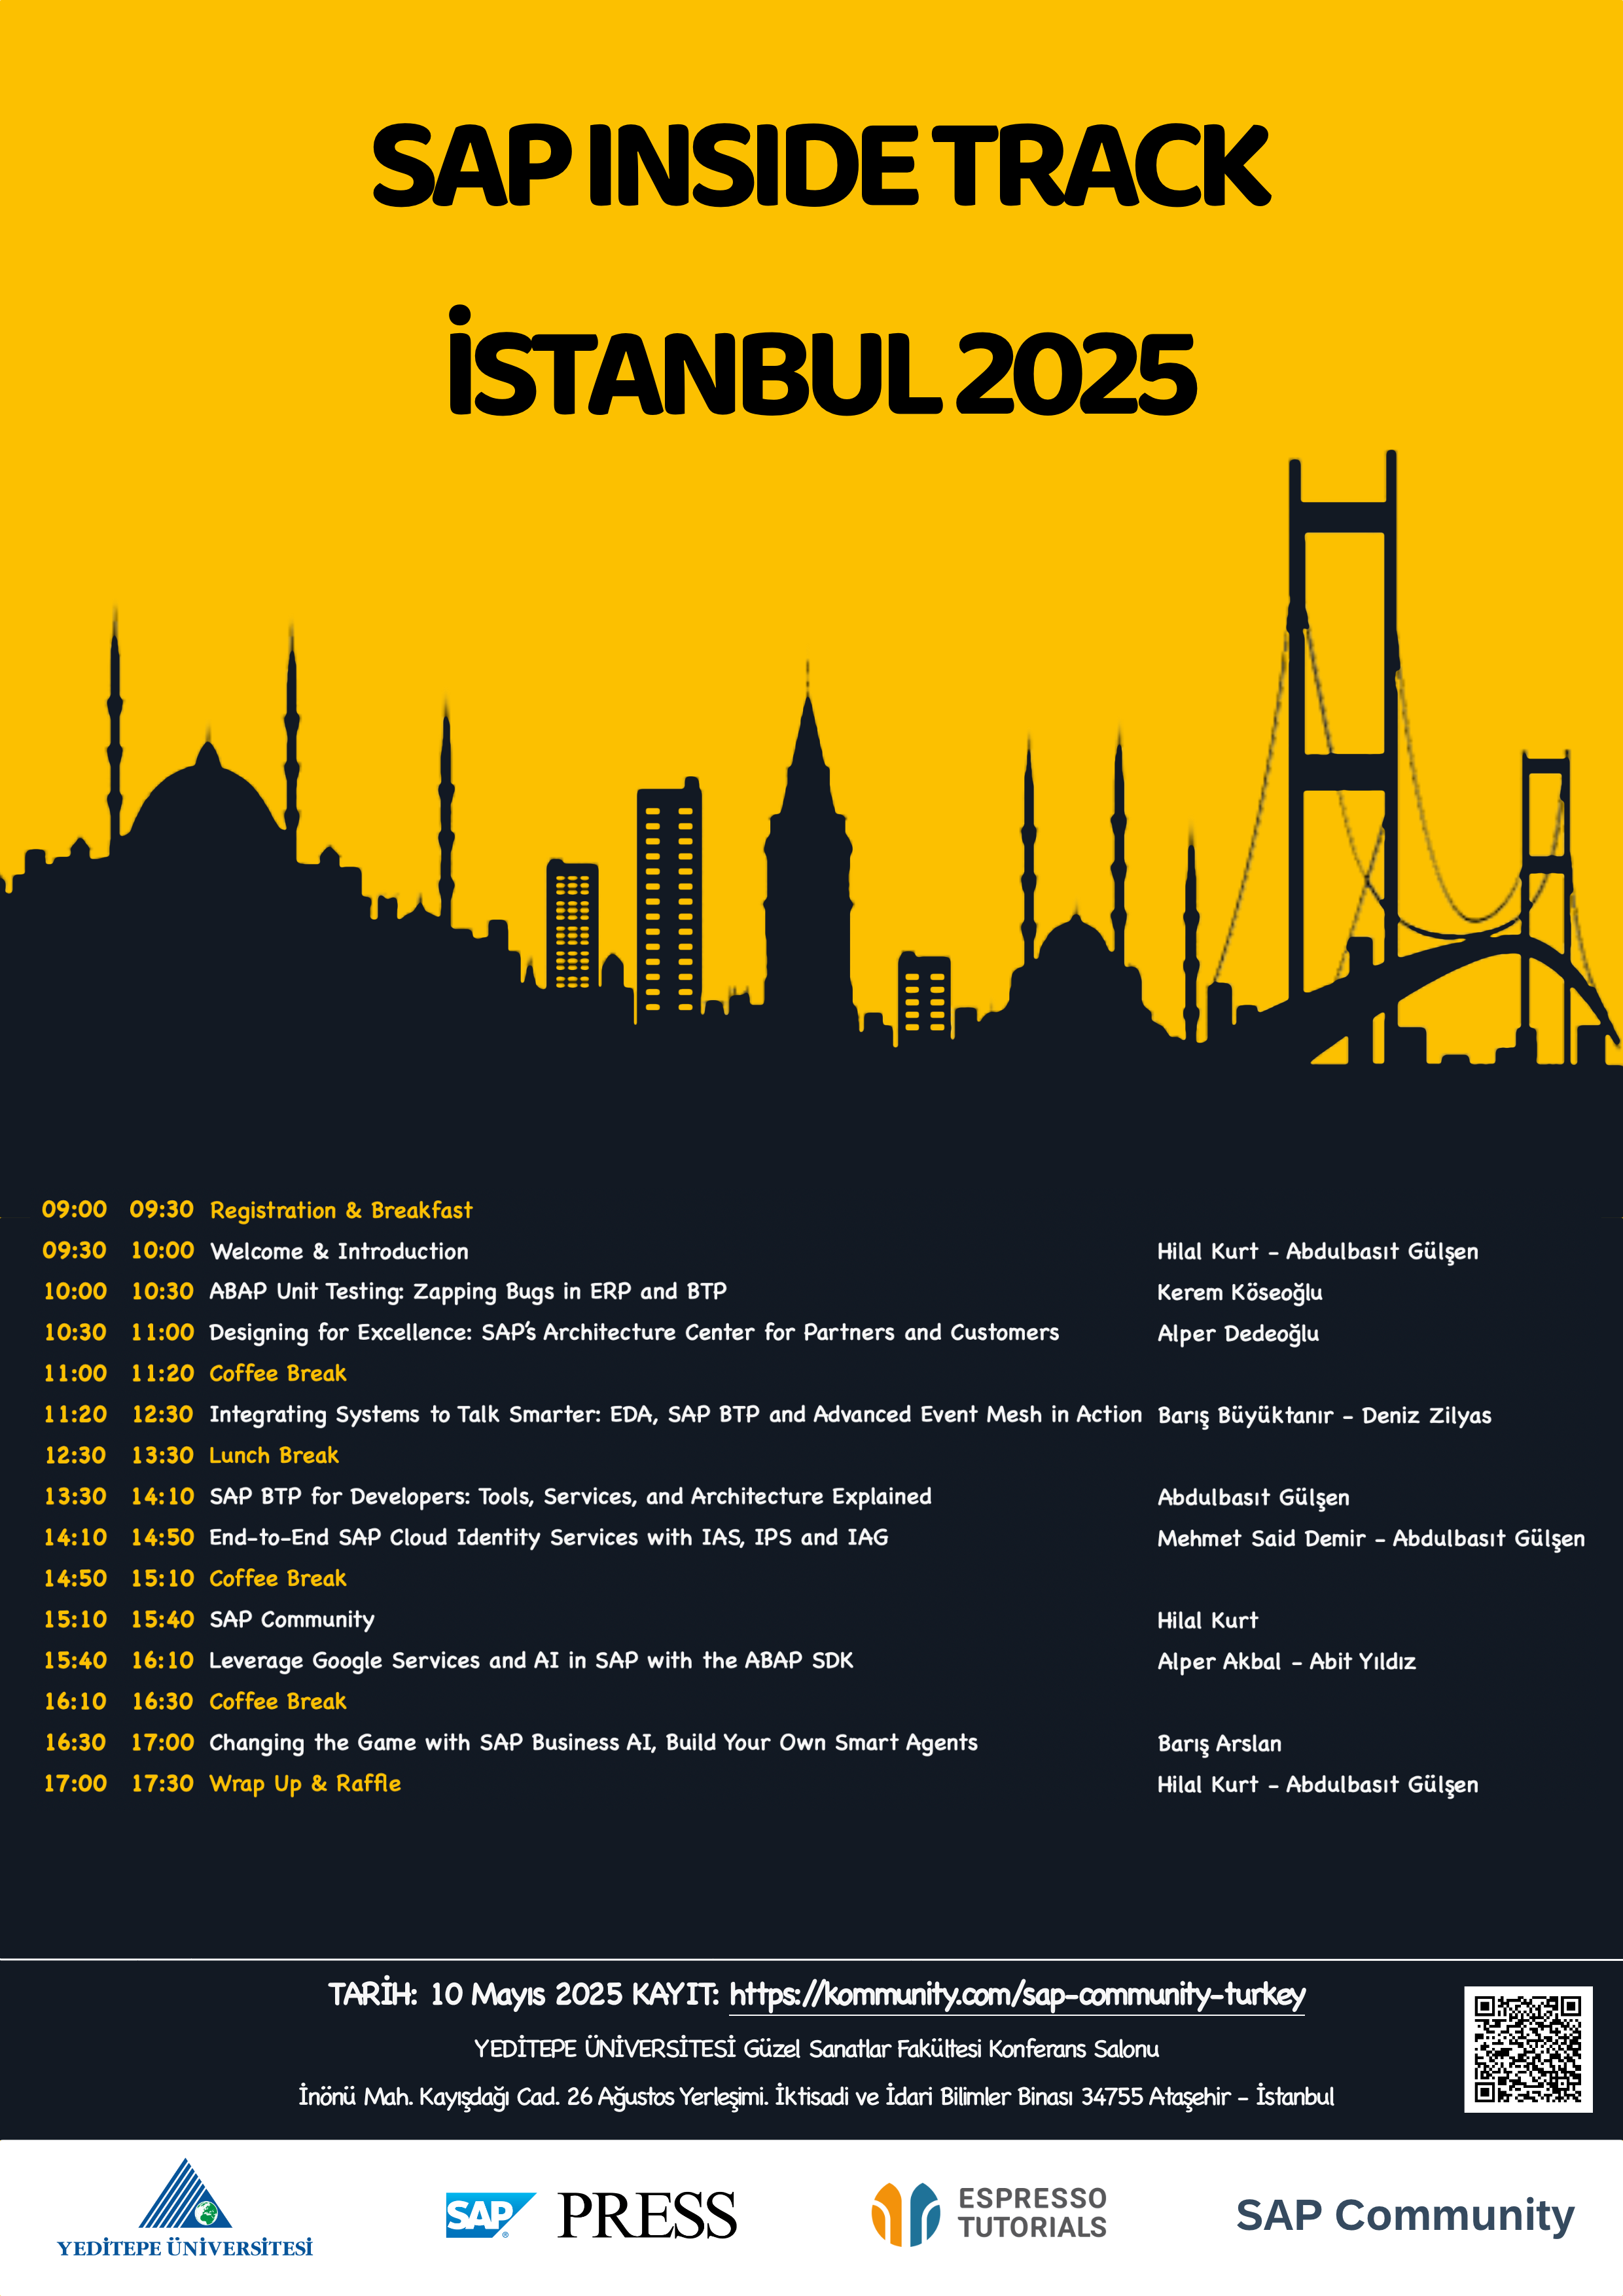 SAP INSIDE TRACK
İSTANBUL 2025
09:00 09:30 Registration & Breakfast
09:30 10:00 Welcome & Introduction Hilal Kurt - Abdulbasıt Gülşen
10:00 10:30 ABAP Unit Testing: Zapping Bugs in ERP and BTP Kerem Köseoğlu
10:30 11:00 Designing for Excellence: SAP's Architecture Center for Partners and Customers Alper Dedeoğlu
11:00 11:20 Coffee Break
11:20 12:30 Integrating Systems to Talk Smarter: EDA, SAP BTP and Advanced Event Mesh in Action Barış Büyüktanır - Deniz Zilyas
12:30 13:30 Lunch Break
13:30 14:10 SAP BTP for Developers: Tools, Services, and Architecture Explained Abdulbasıt Gülşen
14:10 14:50 End-to-End SAP Cloud Identity Services with IAS, IPS and IAG Mehmet Said Demir - Abdulbasıt Gülşen
14:50 15:10 Coffee Break
15:10 15:40 SAP Community Hilal Kurt
15:40 16:10 Leverage Google Services and AI in SAP with the ABAP SDK Alper Akbal - Abit Yıldız
16:10 16:30 Coffee Break
16:30 17:00 Changing the Game with SAP Business AI, Build Your Own Smart Agents Barış Arslan
17:00 17:30 Wrap Up & Raffle Hilal Kurt - Abdulbasıt Gülşen
TARİH: 10 Mayıs 2025 KAYIT: https://kommunity.com/sap-community-turkey
YEDİTEPE ÜNİVERSİTESİ Güzel Sanatlar Fakültesi Konferans Salonu
İnönü Mah. Kayışdağı Cad. 26 Ağustos Yerleşimi. İktisadi ve İdari Bilimler Binası 34755 Ataşehir - İstanbul
YEDİTEPE ÜNİVERSİTESİ
SAP® PRESS
ESPRESSO
TUTORIALS
SAP Community